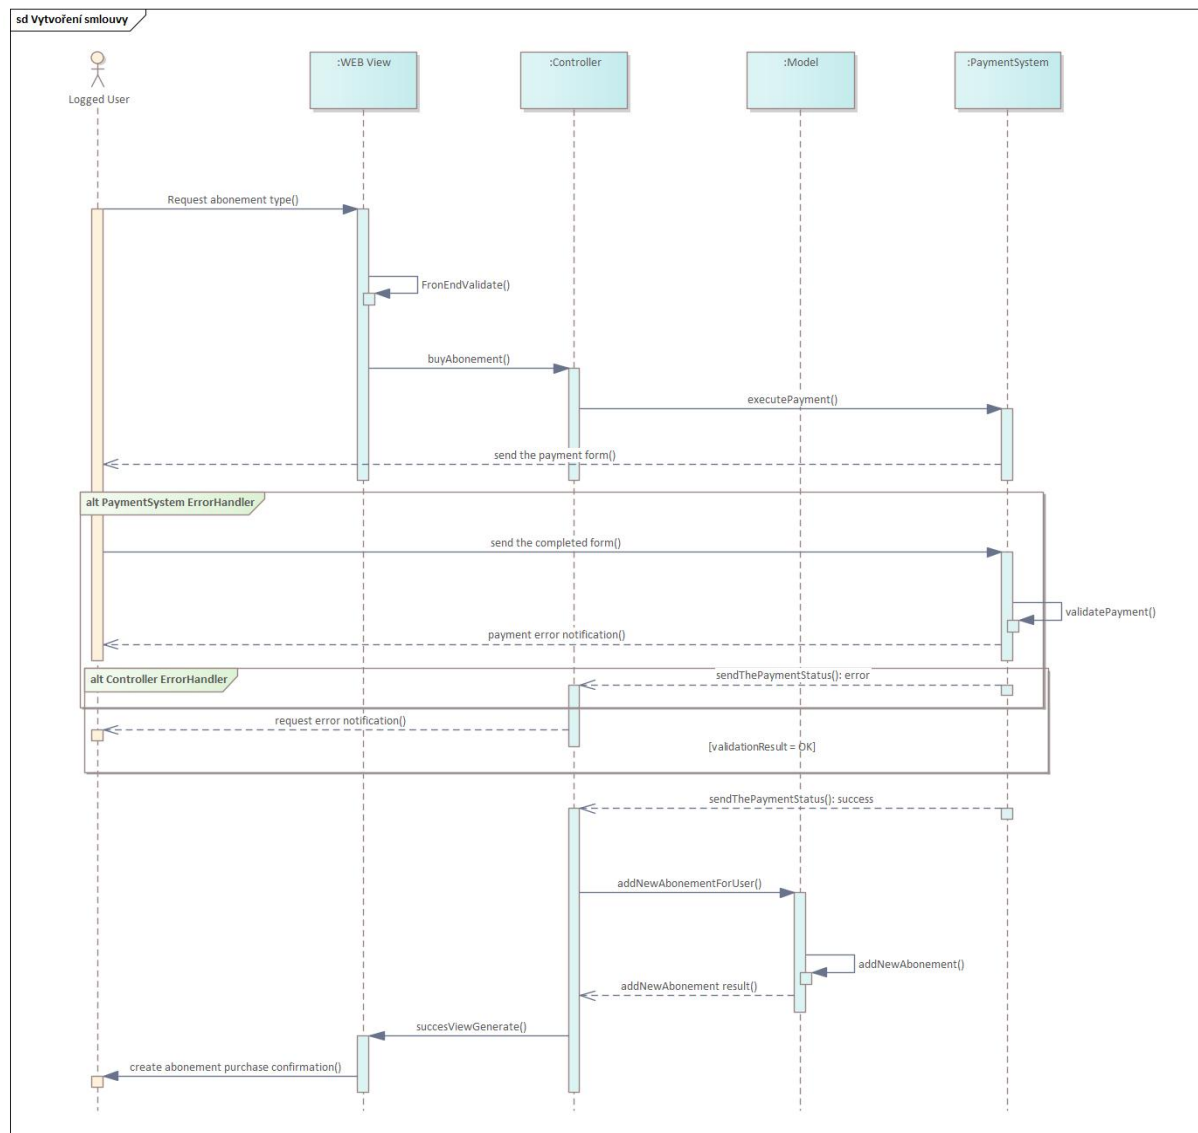 sd Vytvoření smlouvy
Logged User
:WEB View
:Controller
:Model
:PaymentSystem
Request abonement type()
FronEndValidate()
buyAbonement()
executePayment()
send the payment form()
alt PaymentSystem ErrorHandler
send the completed form()
validatePayment()
payment error notification()
alt Controller ErrorHandler
sendThePaymentStatus(): error
request error notification()
[validationResult = OK]
sendThePaymentStatus(): success
addNewAbonementForUser()
addNewAbonement()
addNewAbonement result()
succesViewGenerate()
create abonement purchase confirmation()